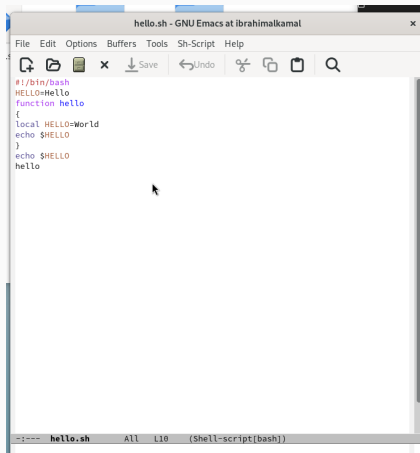 hello.sh - GNU Emacs at ibrahimalkamal
×
File Edit Options Buffers Tools Sh-Script Help
Save Undo
#!/bin/bash
HELLO=Hello
function hello
{
local HELLO=World
echo $HELLO
}
echo $HELLO
hello
-:--- hello.sh All L10 (Shell-script[bash])